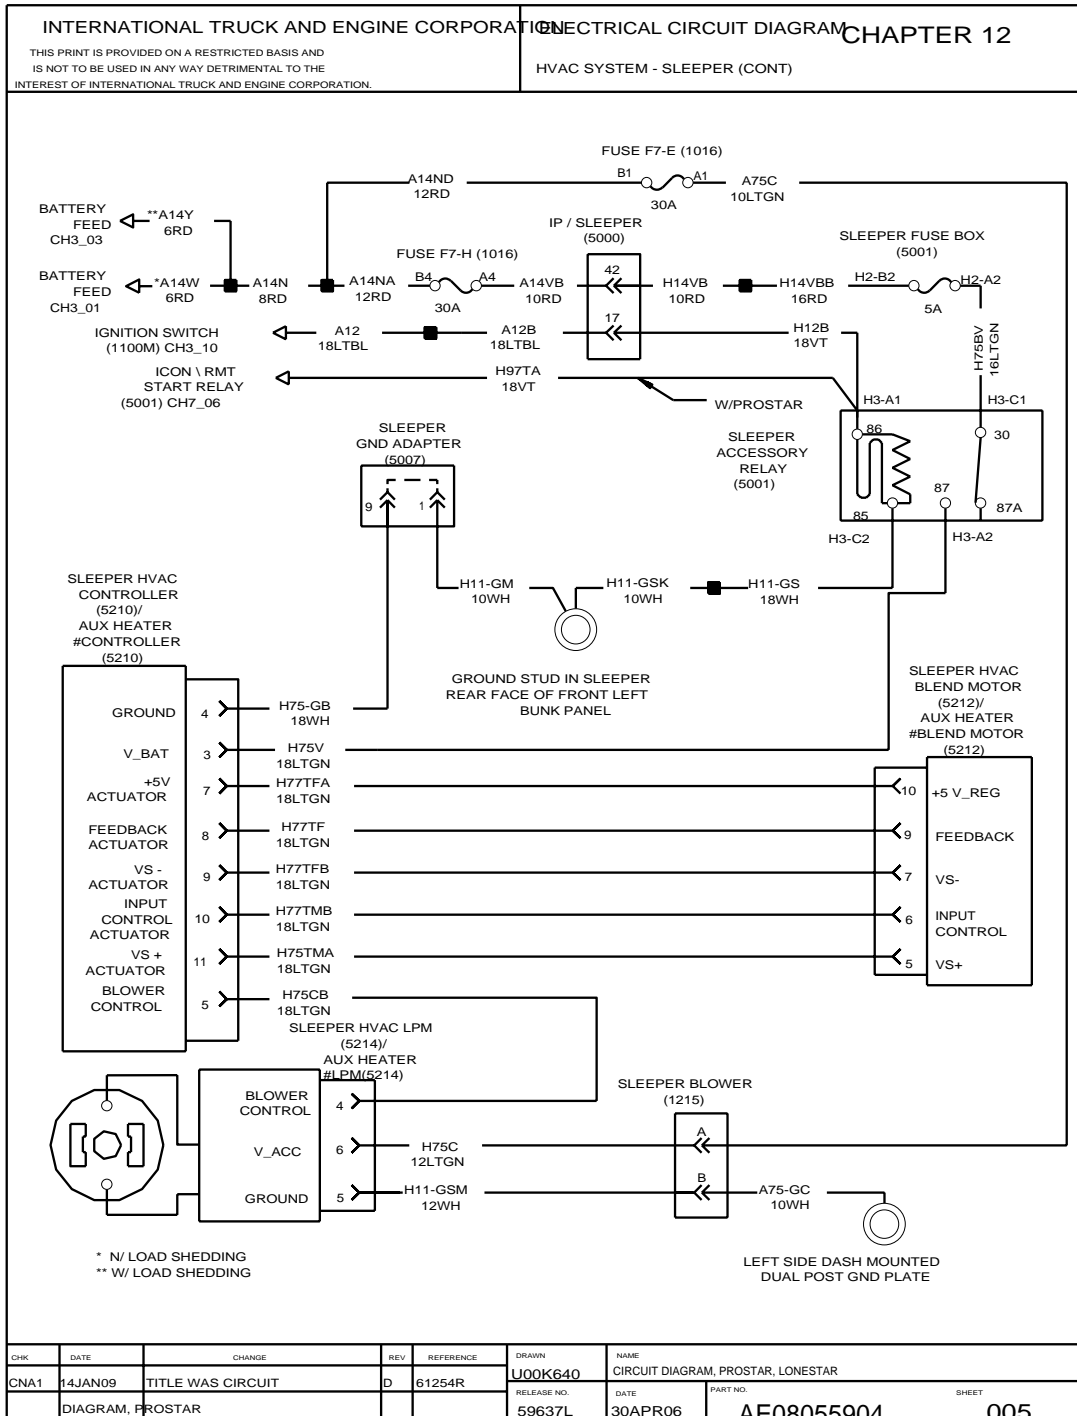 INTERNATIONAL TRUCK AND ENGINE CORPORATION
THIS PRINT IS PROVIDED ON A RESTRICTED BASIS AND
IS NOT TO BE USED IN ANY WAY DETRIMENTAL TO THE
INTEREST OF INTERNATIONAL TRUCK AND ENGINE CORPORATION.
ELECTRICAL CIRCUIT DIAGRAM
CHAPTER 12
HVAC SYSTEM - SLEEPER (CONT)
FUSE F7-E (1016)
A14ND
12RD
B1
A1
30A
A75C
10LTGN
BATTERY
FEED
CH3_03
**A14Y
6RD
IP / SLEEPER
(5000)
SLEEPER FUSE BOX
(5001)
FUSE F7-H (1016)
BATTERY
FEED
CH3_01
*A14W
6RD
A14N
8RD
A14NA
12RD
B4
A4
30A
A14VB
10RD
42
H14VB
10RD
H14VBB
16RD
H2-B2
H2-A2
5A
IGNITION SWITCH
(1100M) CH3_10
A12
18LTBL
A12B
18LTBL
17
H12B
18VT
H75BV
16LTGN
ICON \ RMT
START RELAY
(5001) CH7_06
H97TA
18VT
W/PROSTAR
H3-A1
H3-C1
SLEEPER
GND ADAPTER
(5007)
9
1
SLEEPER
ACCESSORY
RELAY
(5001)
86
30
87
85
87A
H3-C2
H3-A2
H11-GM
10WH
H11-GSK
10WH
H11-GS
18WH
GROUND STUD IN SLEEPER
REAR FACE OF FRONT LEFT
BUNK PANEL
SLEEPER HVAC
CONTROLLER
(5210)/
AUX HEATER
#CONTROLLER
(5210)
SLEEPER HVAC
BLEND MOTOR
(5212)/
AUX HEATER
#BLEND MOTOR
(5212)
GROUND
4
H75-GB
18WH
V_BAT
3
H75V
18LTGN
+5V
ACTUATOR
7
H77TFA
18LTGN
10
+5 V_REG
FEEDBACK
ACTUATOR
8
H77TF
18LTGN
9
FEEDBACK
VS -
ACTUATOR
9
H77TFB
18LTGN
7
VS-
INPUT
CONTROL
ACTUATOR
10
H77TMB
18LTGN
6
INPUT
CONTROL
VS +
ACTUATOR
11
H75TMA
18LTGN
5
VS+
BLOWER
CONTROL
5
H75CB
18LTGN
SLEEPER HVAC LPM
(5214)/
AUX HEATER
#LPM(5214)
BLOWER
CONTROL
4
V_ACC
6
H75C
12LTGN
GROUND
5
H11-GSM
12WH
SLEEPER BLOWER
(1215)
A
B
A75-GC
10WH
LEFT SIDE DASH MOUNTED
DUAL POST GND PLATE
* N/ LOAD SHEDDING
** W/ LOAD SHEDDING
CHK
DATE
CHANGE
REV
REFERENCE
DRAWN
NAME
CNA1
14JAN09
TITLE WAS CIRCUIT
D
61254R
U00K640
CIRCUIT DIAGRAM, PROSTAR, LONESTAR
DIAGRAM, PROSTAR
RELEASE NO.
59637L
DATE
30APR06
PART NO.
AE08055904
SHEET
005